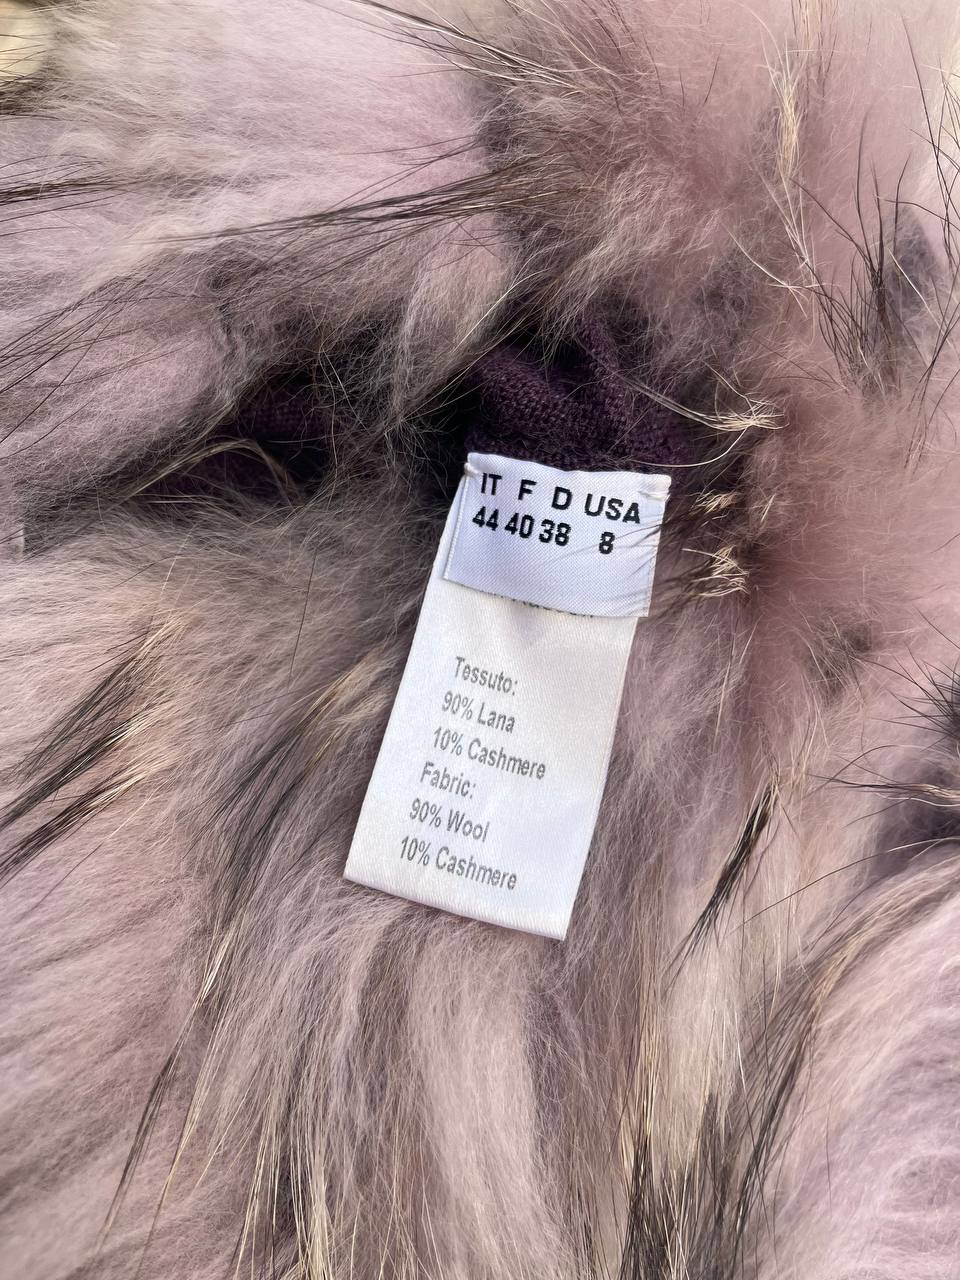 IT F D USA
44 40 38 8
Tessuto:
90% Lana
10% Cashmere
Fabric:
90% Wool
10% Cashmere